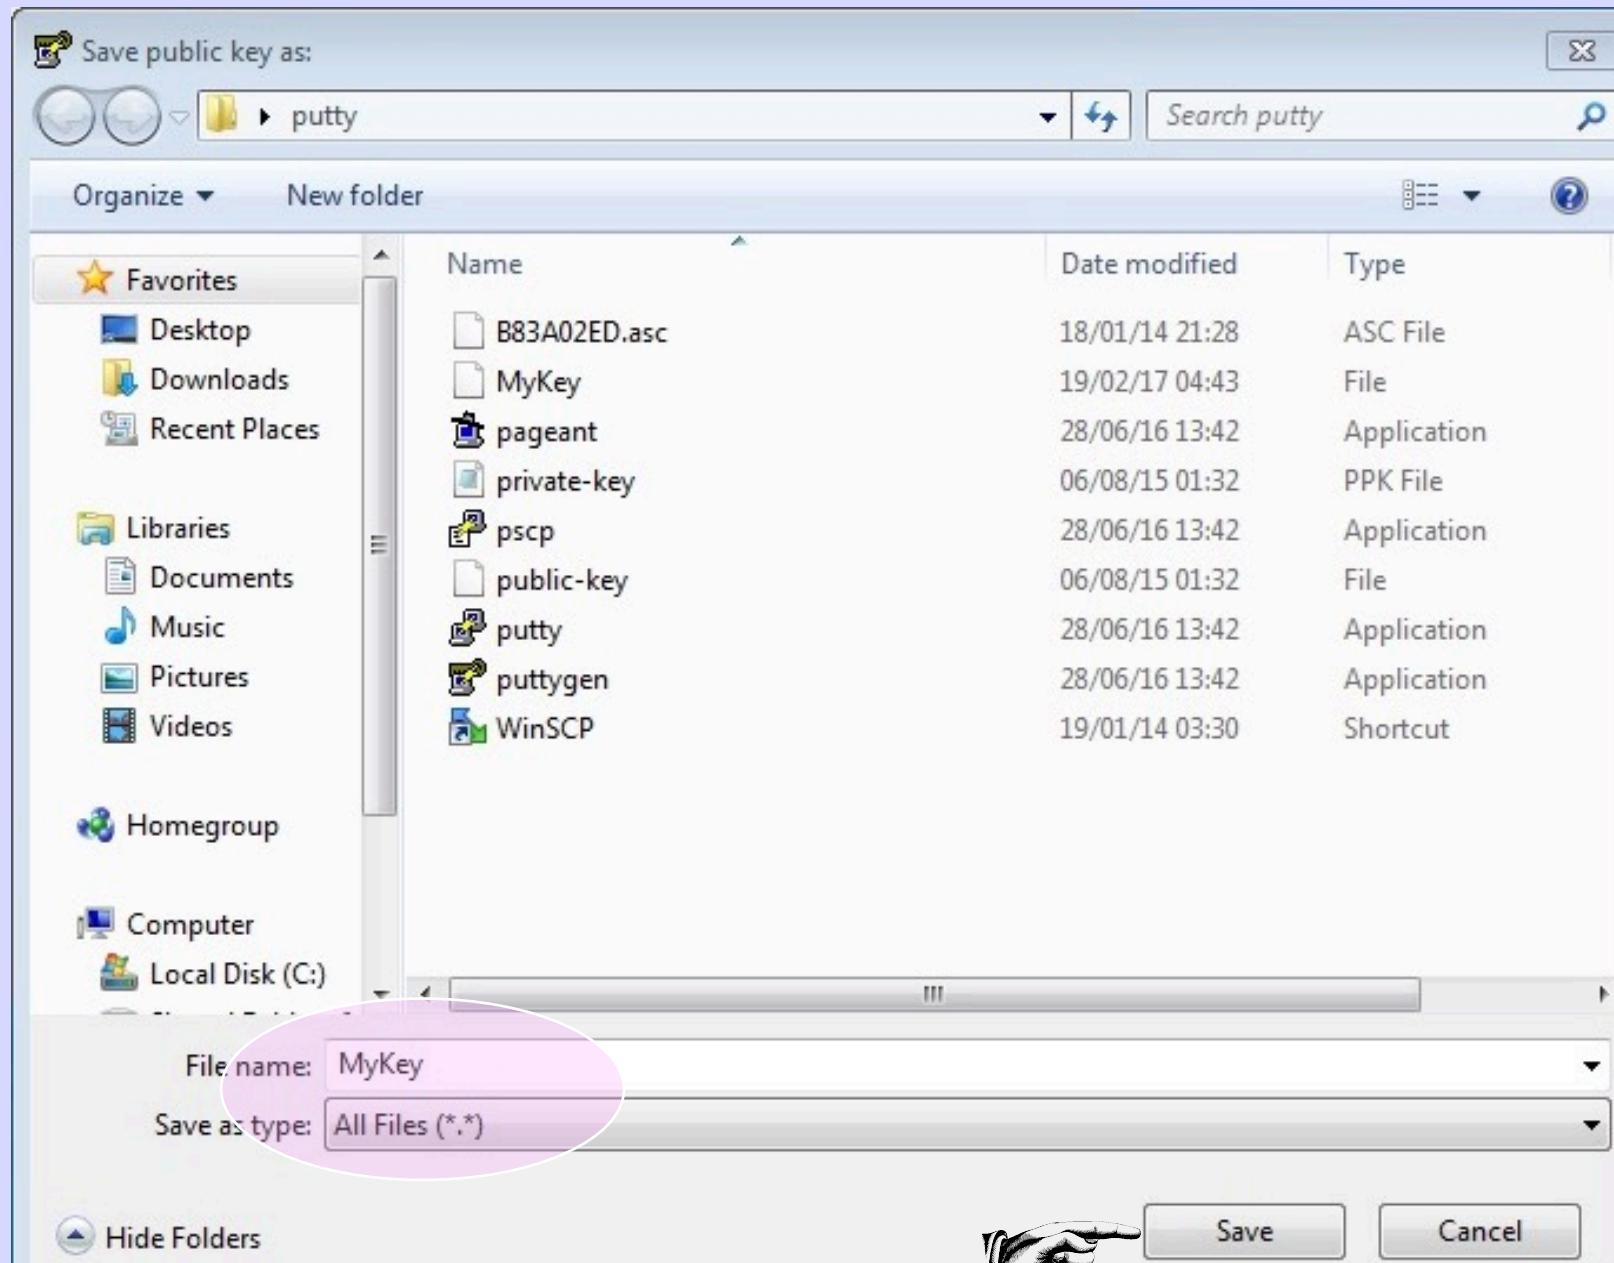 Save public key as:
putty
Search putty
Organize New folder
Name Date modified Type
Favorites
Desktop
Downloads
Recent Places
Libraries
Documents
Music
Pictures
Videos
Homegroup
Computer
Local Disk (C:)
B83A02ED.asc 18/01/14 21:28 ASC File
MyKey 19/02/17 04:43 File
pageant 28/06/16 13:42 Application
private-key 06/08/15 01:32 PPK File
pscp 28/06/16 13:42 Application
public-key 06/08/15 01:32 File
putty 28/06/16 13:42 Application
puttygen 28/06/16 13:42 Application
WinSCP 19/01/14 03:30 Shortcut
File name: MyKey
Save as type: All Files (*.*)
Hide Folders
Save Cancel